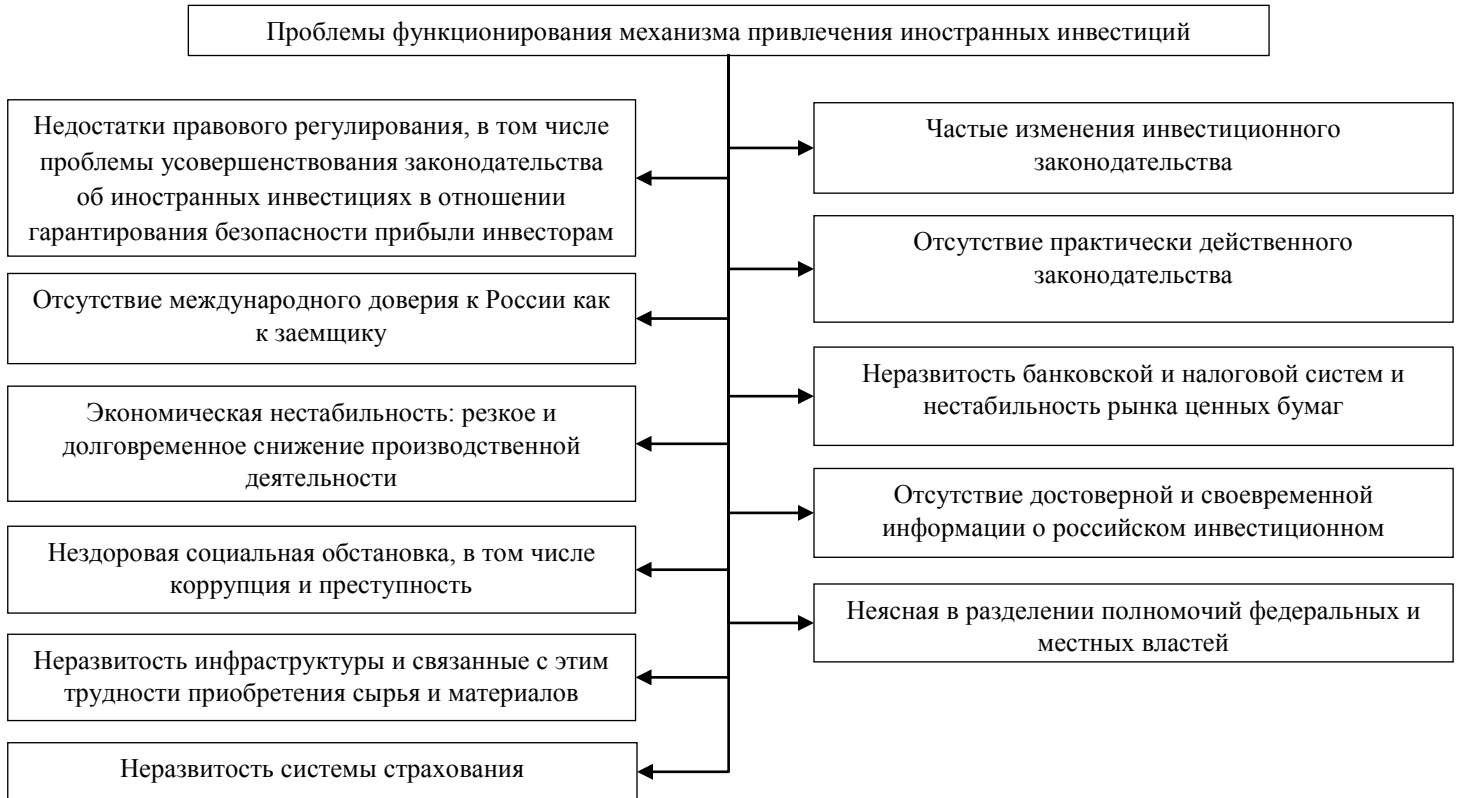 Проблемы функционирования механизма привлечения иностранных инвестиций
Недостатки правового регулирования, в том числе
проблемы усовершенствования законодательства
об иностранных инвестициях в отношении
гарантирования безопасности прибыли инвесторам
Отсутствие международного доверия к России как
к заемщику
Экономическая нестабильность: резкое и
долговременное снижение производственной
деятельности
Нездоровая социальная обстановка, в том числе
коррупция и преступность
Неразвитость инфраструктуры и связанные с этим
трудности приобретения сырья и материалов
Неразвитость системы страхования
Частые изменения инвестиционного
законодательства
Отсутствие практически действенного
законодательства
Неразвитость банковской и налоговой систем и
нестабильность рынка ценных бумаг
Отсутствие достоверной и своевременной
информации о российском инвестиционном
Неясная в разделении полномочий федеральных и
местных властей